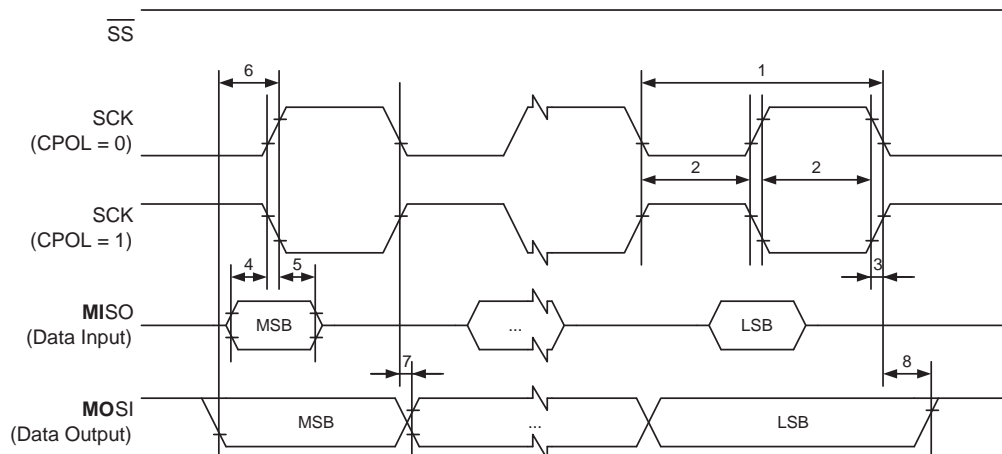 SS
6
1
SCK
(CPOL = 0)
2
2
SCK
(CPOL = 1)
4
5
3
MISO
(Data Input)
MSB
...
LSB
7
8
MOSI
(Data Output)
MSB
...
LSB